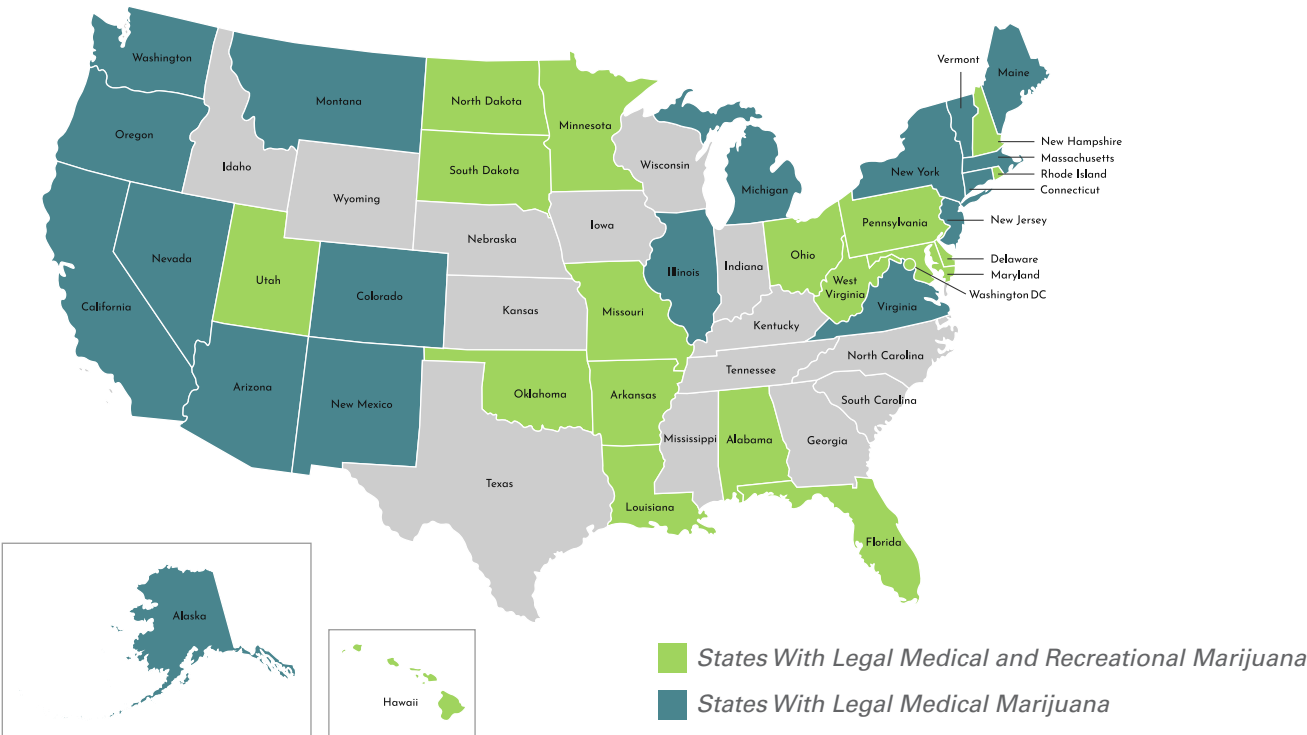 Washington
Montana
North Dakota
Minnesota
Vermont
Maine
Oregon
Idaho
Wisconsin
New Hampshire
Massachusetts
South Dakota
New York
Rhode Island
Michigan
Connecticut
Wyoming
New Jersey
Pennsylvania
Iowa
Nebraska
Nevada
Ohio
Delaware
Illinois
Indiana
Maryland
Utah
West
Virginia
Washington DC
Colorado
California
Kansas
Missouri
Virginia
Kentucky
North Carolina
Tennessee
Arizona
Oklahoma
Arkansas
New Mexico
South Carolina
Mississippi
Alabama
Georgia
Texas
Louisiana
Florida
Alaska
Hawaii
States With Legal Medical and Recreational Marijuana
States With Legal Medical Marijuana